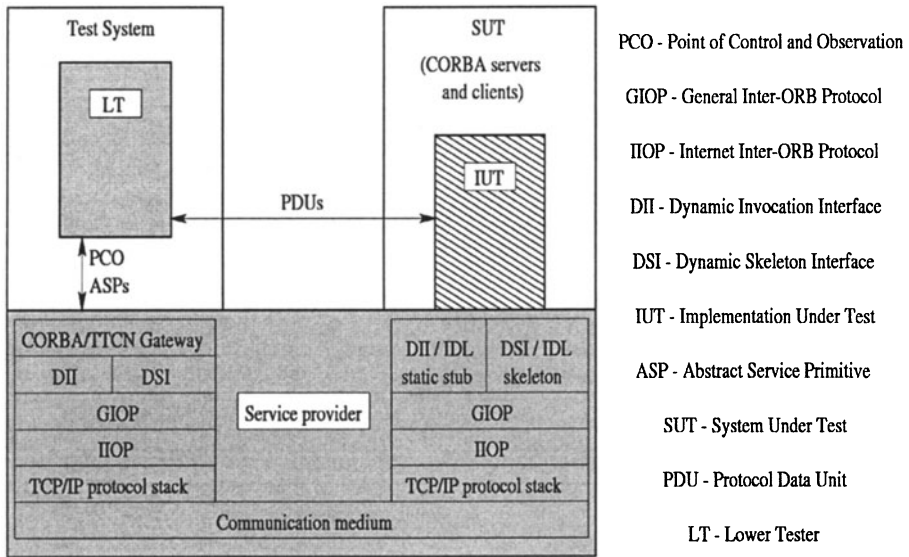 Test System
LT
PCO
ASPs
PDUs
SUT
(CORBA servers
and clients)
IUT
CORBA/TTCN Gateway
DII
DSI
GIOP
IIOP
TCP/IP protocol stack
Service provider
DII / IDL
static stub
DSI / IDL
skeleton
GIOP
IIOP
TCP/IP protocol stack
Communication medium
PCO - Point of Control and Observation
GIOP - General Inter-ORB Protocol
IIOP - Internet Inter-ORB Protocol
DII - Dynamic Invocation Interface
DSI - Dynamic Skeleton Interface
IUT - Implementation Under Test
ASP - Abstract Service Primitive
SUT - System Under Test
PDU - Protocol Data Unit
LT - Lower Tester